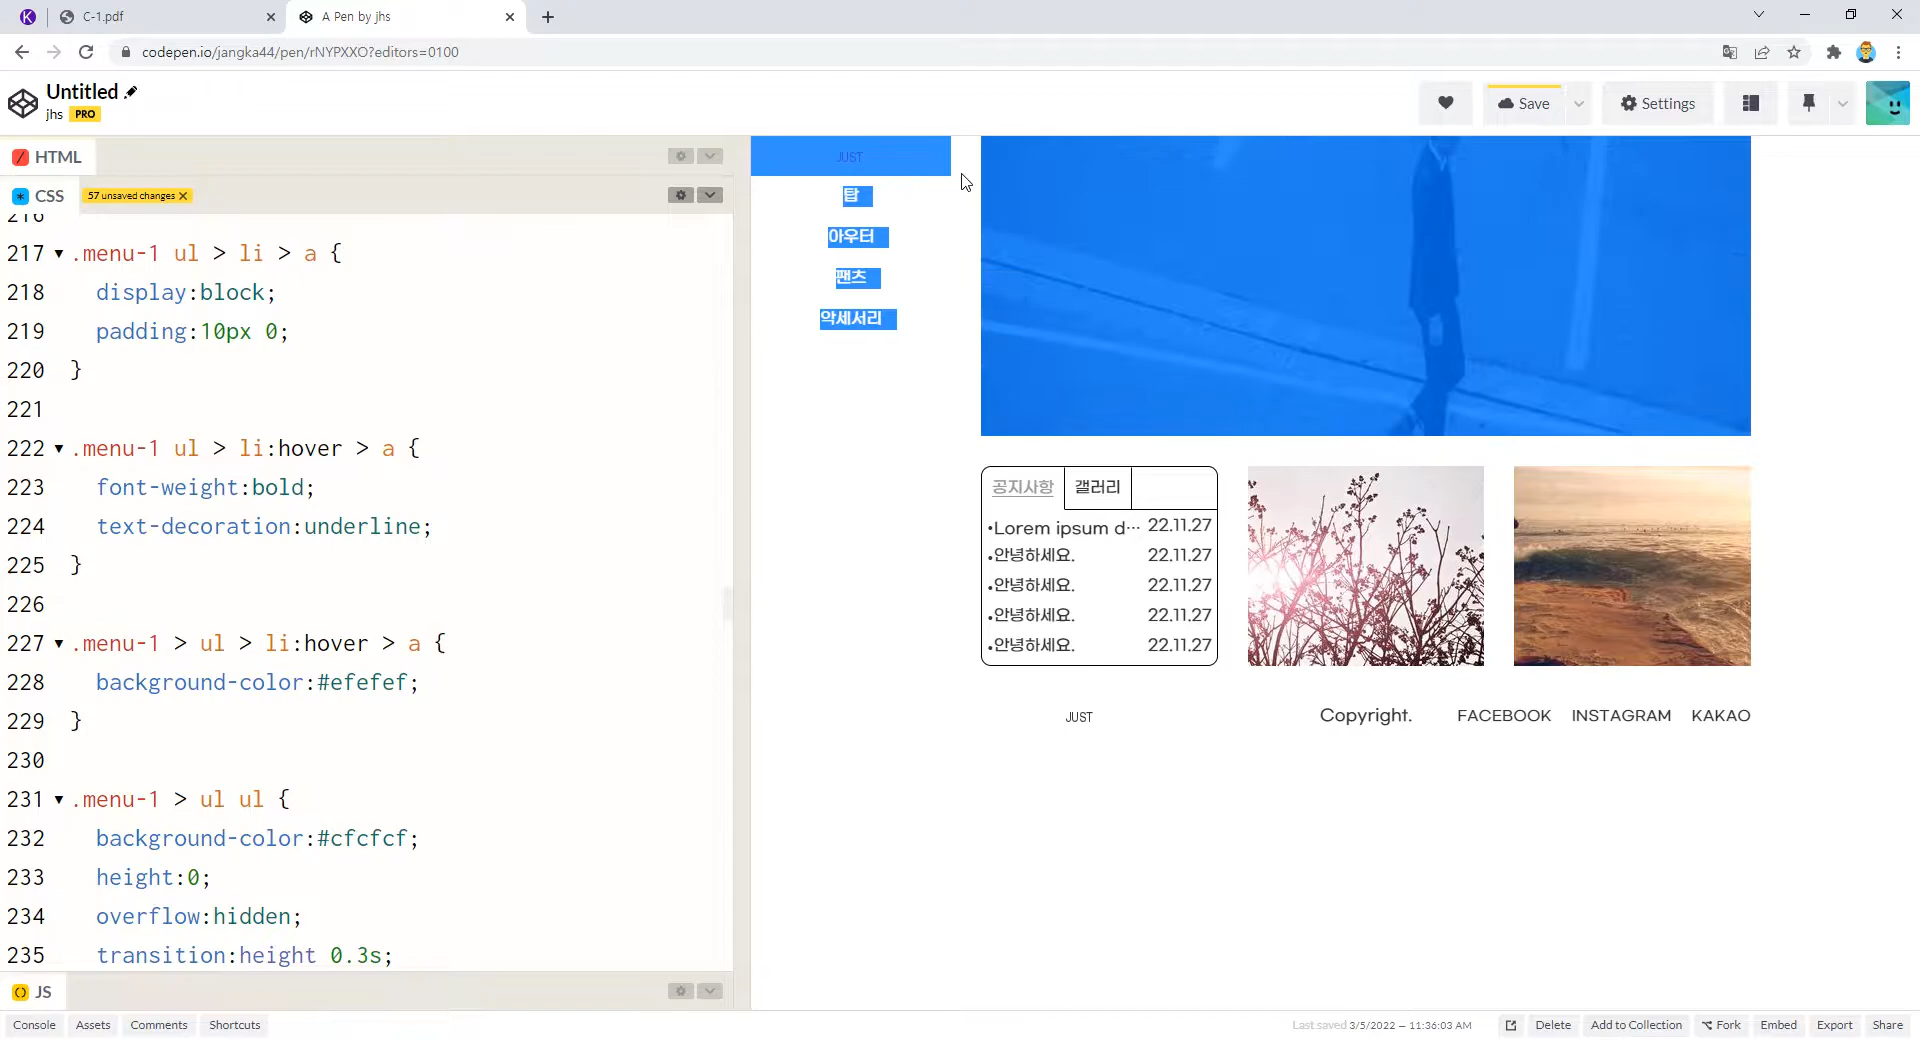 C-1.pdf
A Pen by jhs
codepen.io/jangka44/pen/rNYPXXO?editors=0100
Untitled
jhs PRO
Save
Settings
HTML
CSS 57 unsaved changes
216
217 .menu-1 ul > li > a {
218 display:block;
219 padding:10px 0;
220 }
221
222 .menu-1 ul > li:hover > a {
223 font-weight:bold;
224 text-decoration:underline;
225 }
226
227 .menu-1 > ul > li:hover > a {
228 background-color:#efefef;
229 }
230
231 .menu-1 > ul ul {
232 background-color:#cfcfcf;
233 height:0;
234 overflow:hidden;
235 transition:height 0.3s;
JS
JUST
탑
아우터
팬츠
악세서리
공지사항 갤러리
•Lorem ipsum d… 22.11.27
•안녕하세요. 22.11.27
•안녕하세요. 22.11.27
•안녕하세요. 22.11.27
•안녕하세요. 22.11.27
JUST Copyright. FACEBOOK INSTAGRAM KAKAO
Console Assets Comments Shortcuts
Last saved 3/5/2022 — 11:36:03 AM Delete Add to Collection Fork Embed Export Share